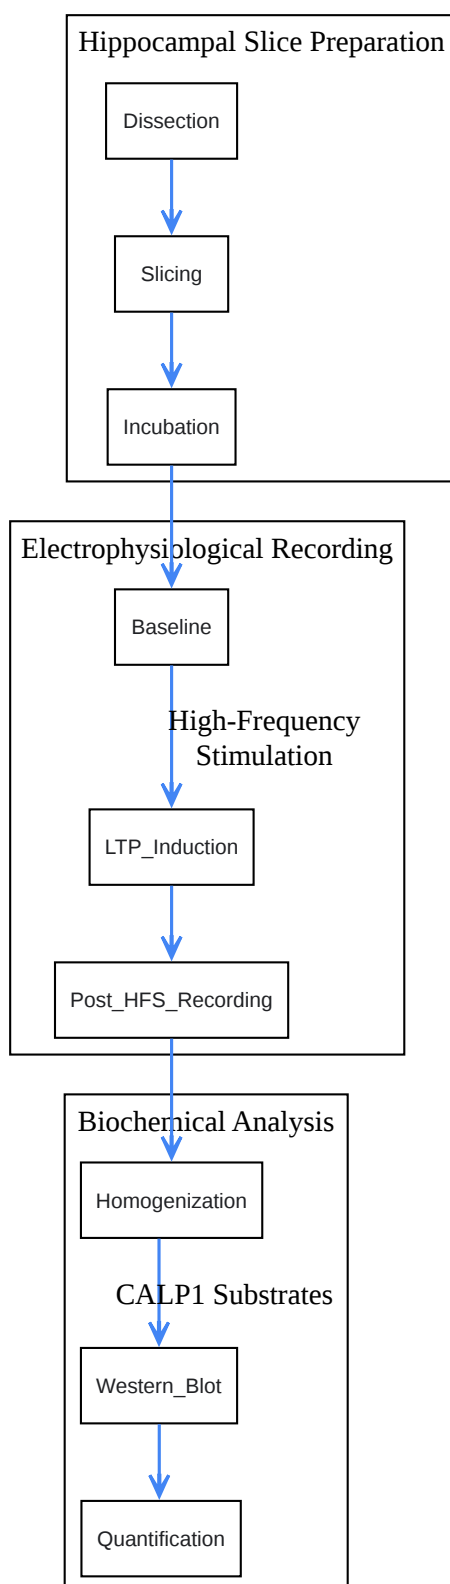 Hippocampal Slice Preparation
Dissection
Slicing
Incubation
Electrophysiological Recording
Baseline
High-Frequency
Stimulation
LTP_Induction
Post_HFS_Recording
Biochemical Analysis
Homogenization
CALP1 Substrates
Western_Blot
Quantification